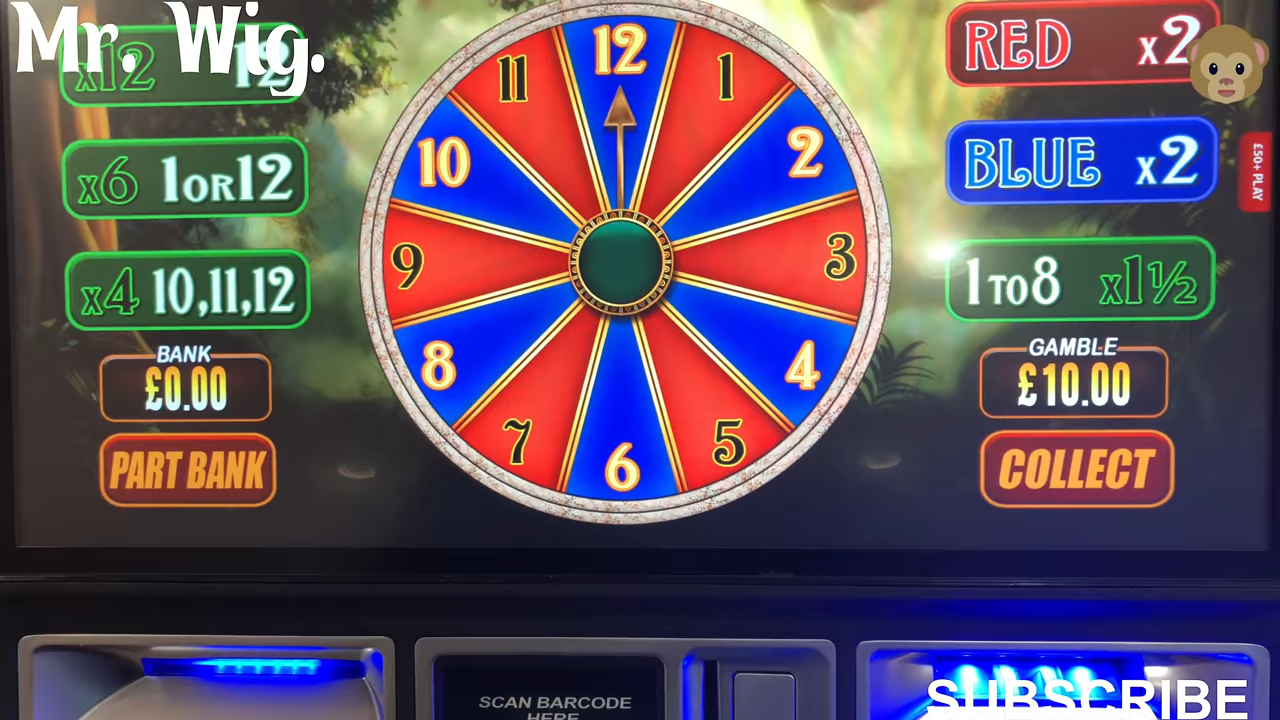 Mr. Wig.
x12 12
x6 1 OR 12
x4 10,11,12
BANK
£0.00
PART BANK
12
1
2
3
4
5
6
7
8
9
10
11
RED x2
BLUE x2
£50+ PLAY
1 TO 8 x1½
GAMBLE
£10.00
COLLECT
SCAN BARCODE
HERE
SUBSCRIBE